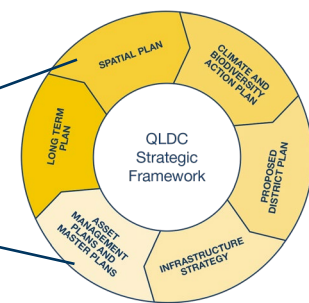 SPATIAL PLAN
CLIMATE AND
BIODIVERSITY
ACTION PLAN
PROPOSED
DISTRICT PLAN
INFRASTRUCTURE
STRATEGY
ASSET
MANAGEMENT
PLANS AND
MASTER PLANS
LONG TERM
PLAN
QLDC
Strategic
Framework